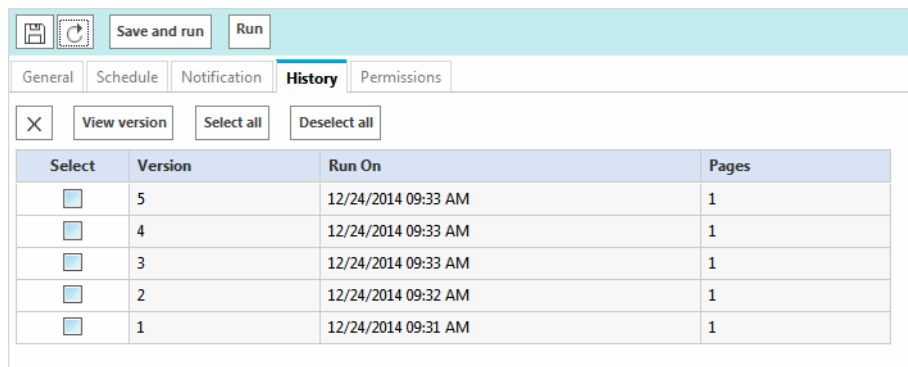 Save and run Run
General Schedule Notification History Permissions
View version Select all Deselect all
Select Version Run On Pages
5 12/24/2014 09:33 AM 1
4 12/24/2014 09:33 AM 1
3 12/24/2014 09:33 AM 1
2 12/24/2014 09:32 AM 1
1 12/24/2014 09:31 AM 1